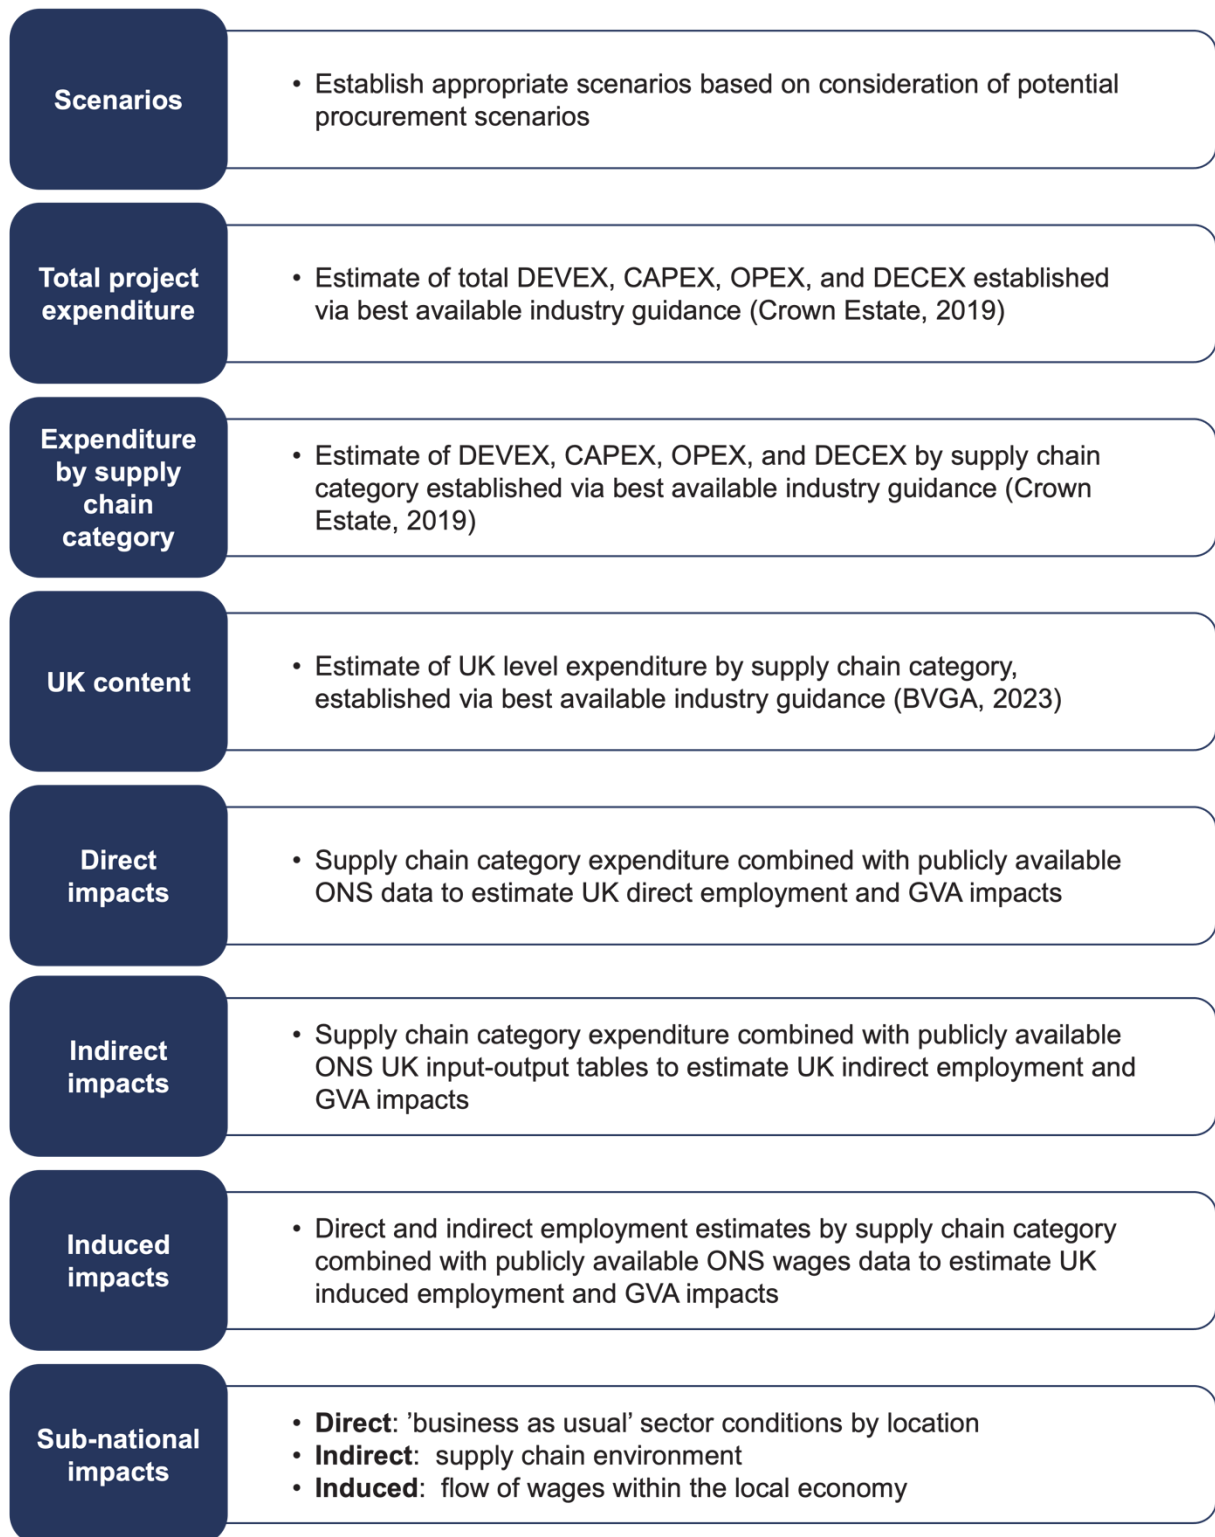 Scenarios
• Establish appropriate scenarios based on consideration of potential
procurement scenarios
Total project
expenditure
• Estimate of total DEVEX, CAPEX, OPEX, and DECEX established
via best available industry guidance (Crown Estate, 2019)
Expenditure
by supply
chain
category
• Estimate of DEVEX, CAPEX, OPEX, and DECEX by supply chain
category established via best available industry guidance (Crown
Estate, 2019)
UK content
• Estimate of UK level expenditure by supply chain category,
established via best available industry guidance (BVGA, 2023)
Direct
impacts
• Supply chain category expenditure combined with publicly available
ONS data to estimate UK direct employment and GVA impacts
Indirect
impacts
• Supply chain category expenditure combined with publicly available
ONS UK input-output tables to estimate UK indirect employment and
GVA impacts
Induced
impacts
• Direct and indirect employment estimates by supply chain category
combined with publicly available ONS wages data to estimate UK
induced employment and GVA impacts
Sub-national
impacts
• Direct: ’business as usual’ sector conditions by location
• Indirect: supply chain environment
• Induced: flow of wages within the local economy